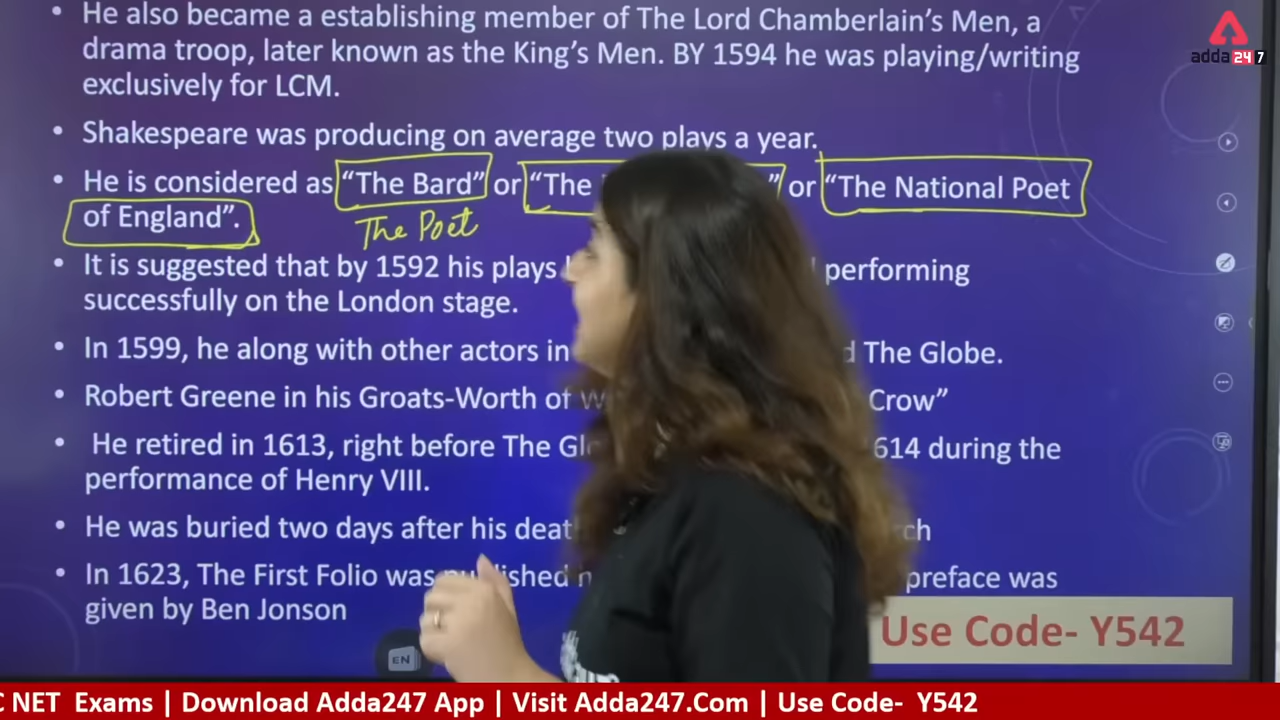 He also became a establishing member of The Lord Chamberlain's Men, a
drama troop, later known as the King's Men. BY 1594 he was playing/writing
exclusively for LCM.
adda247
Shakespeare was producing on average two plays a year.
He is considered as "The Bard" or "The " or "The National Poet
of England".
The Poet
It is suggested that by 1592 his plays performing
successfully on the London stage.
In 1599, he along with other actors in The Globe.
Robert Greene in his Groats-Worth of Crow"
He retired in 1613, right before The 614 during the
performance of Henry VIII.
He was buried two days after his
In 1623, The First Folio was preface was
given by Ben Jonson
Use Code- Y542
EN
C NET Exams | Download Adda247 App | Visit Adda247.Com | Use Code- Y542